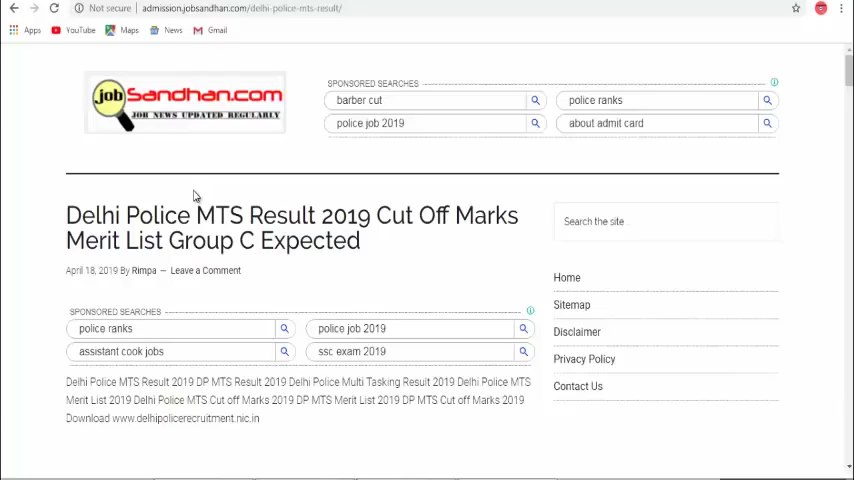 Not secure | admission.jobsandhan.com/delhi-police-mts-result/
Apps YouTube Maps News Gmail
job Sandhan.com
JOB NEWS UPDATED REGULARLY
SPONSORED SEARCHES
barber cut police ranks
police job 2019 about admit card
Delhi Police MTS Result 2019 Cut Off Marks
Merit List Group C Expected
April 18, 2019 By Rimpa — Leave a Comment
SPONSORED SEARCHES
police ranks police job 2019
assistant cook jobs ssc exam 2019
Delhi Police MTS Result 2019 DP MTS Result 2019 Delhi Police Multi Tasking Result 2019 Delhi Police MTS
Merit List 2019 Delhi Police MTS Cut off Marks 2019 DP MTS Merit List 2019 DP MTS Cut off Marks 2019
Download www.delhipolicerecruitment.nic.in
Search the site
Home
Sitemap
Disclaimer
Privacy Policy
Contact Us